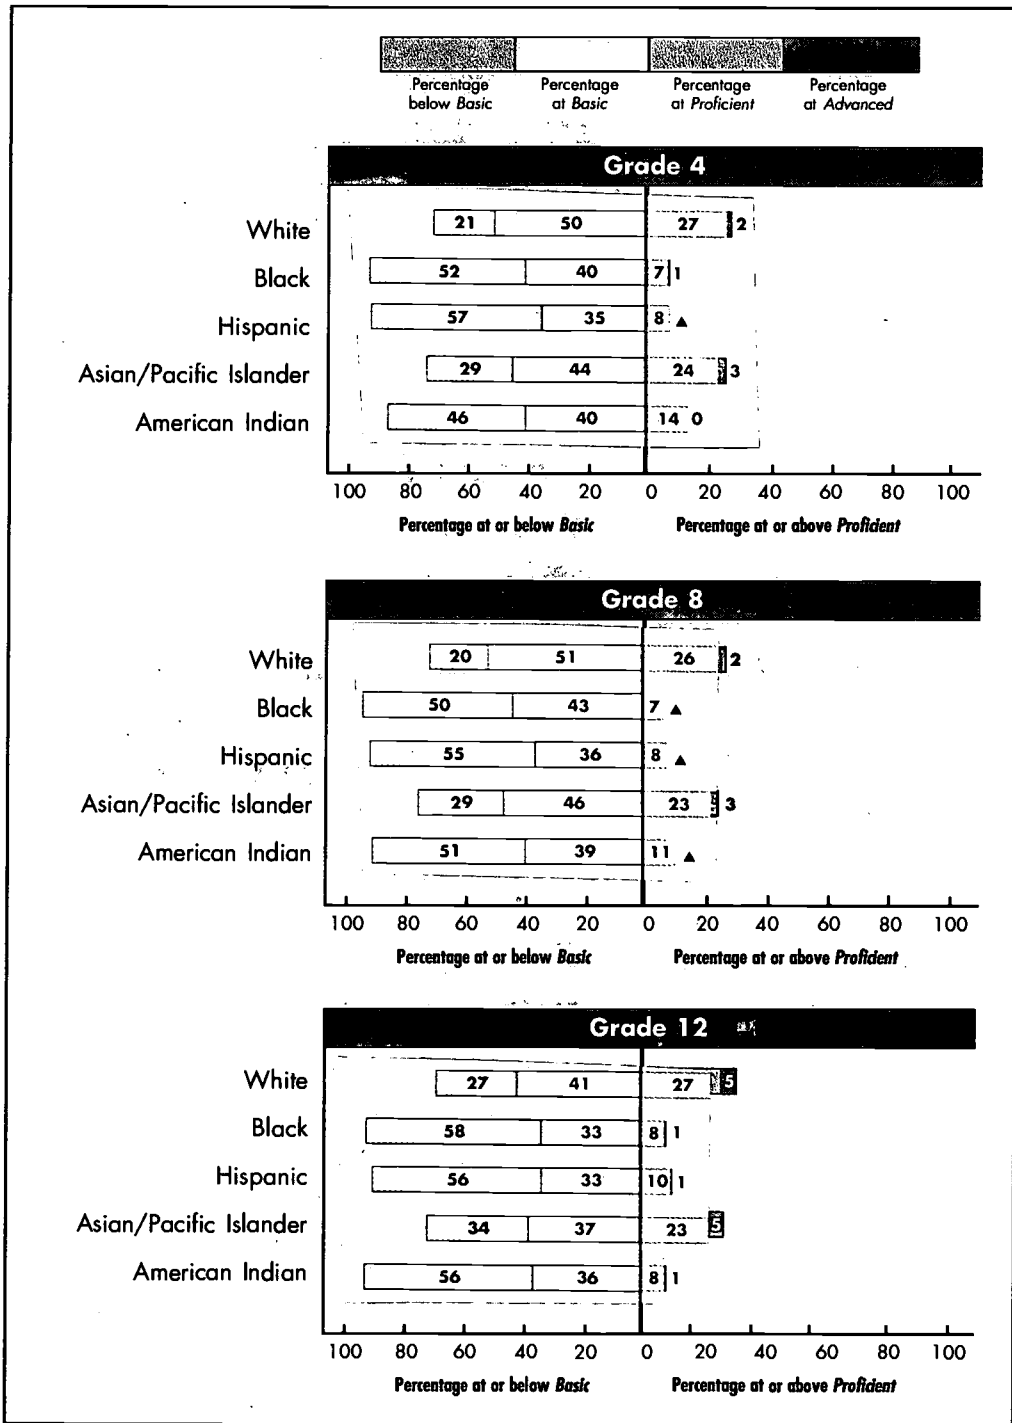 Percentage below Basic
Percentage at Basic
Percentage at Proficient
Percentage at Advanced
Grade 4
White 21 50 27 2
Black 52 40 7 1
Hispanic 57 35 8 ▲
Asian/Pacific Islander 29 44 24 3
American Indian 46 40 14 0
100 80 60 40 20 0 20 40 60 80 100
Percentage at or below Basic Percentage at or above Proficient
Grade 8
White 20 51 26 2
Black 50 43 7 ▲
Hispanic 55 36 8 ▲
Asian/Pacific Islander 29 46 23 3
American Indian 51 39 11 ▲
100 80 60 40 20 0 20 40 60 80 100
Percentage at or below Basic Percentage at or above Proficient
Grade 12
White 27 41 27 5
Black 58 33 8 1
Hispanic 56 33 10 1
Asian/Pacific Islander 34 37 23 5
American Indian 56 36 8 1
100 80 60 40 20 0 20 40 60 80 100
Percentage at or below Basic Percentage at or above Proficient